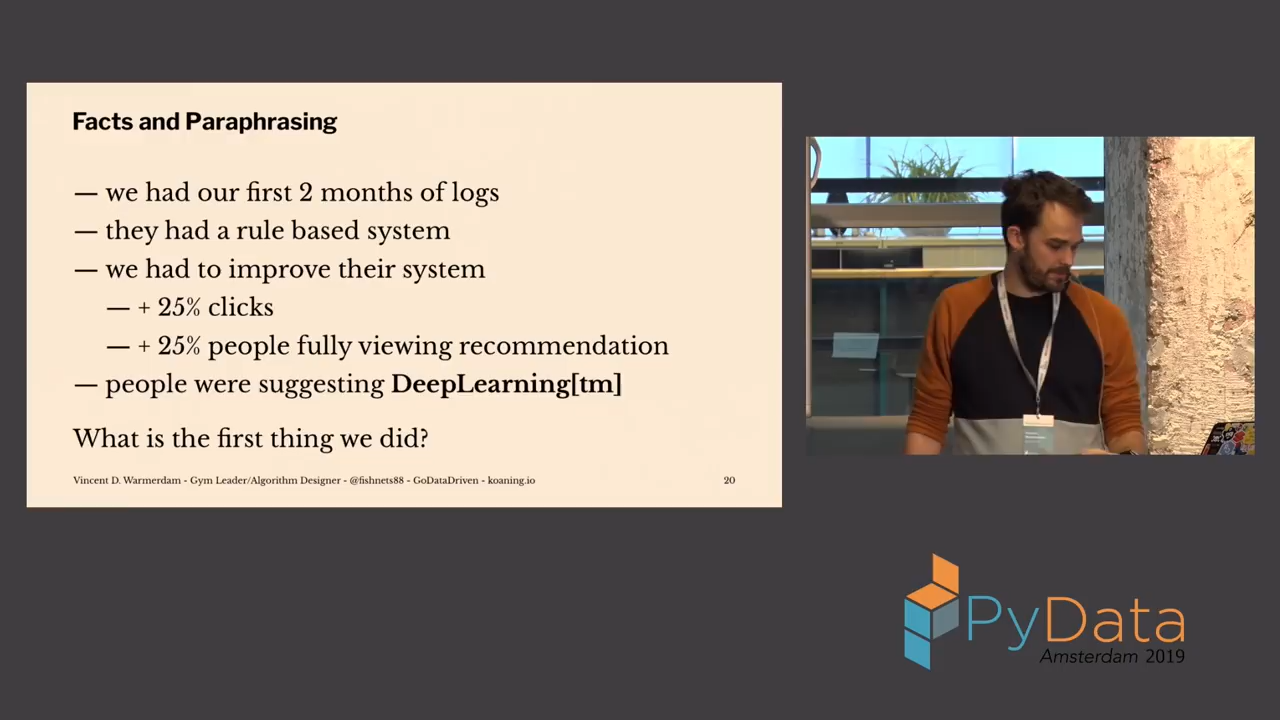 Facts and Paraphrasing
— we had our first 2 months of logs
— they had a rule based system
— we had to improve their system
— + 25% clicks
— + 25% people fully viewing recommendation
— people were suggesting DeepLearning[tm]
What is the first thing we did?
Vincent D. Warmerdam - Gym Leader/Algorithm Designer - @fishnets88 - GoDataDriven - koaning.io
20
PyData
Amsterdam 2019